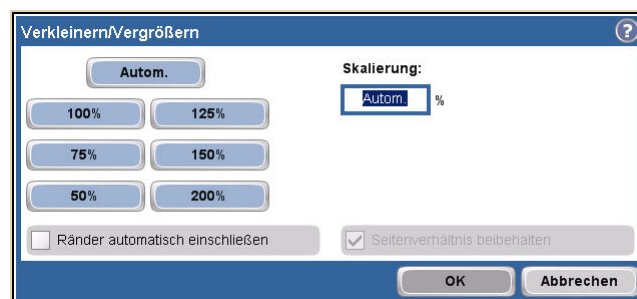 Verkleinern/Vergrößern
?
Autom.
Skalierung:
Autom. %
100% 125%
75% 150%
50% 200%
Ränder automatisch einschließen
Seitenverhältnis beibehalten
OK Abbrechen